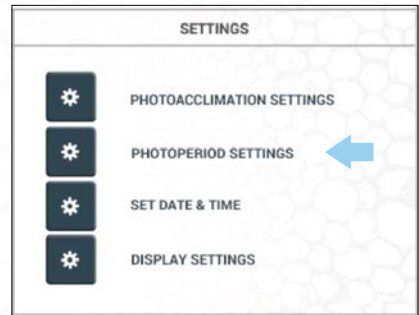 SETTINGS
PHOTOACCLIMATION SETTINGS
PHOTOPERIOD SETTINGS
SET DATE & TIME
DISPLAY SETTINGS